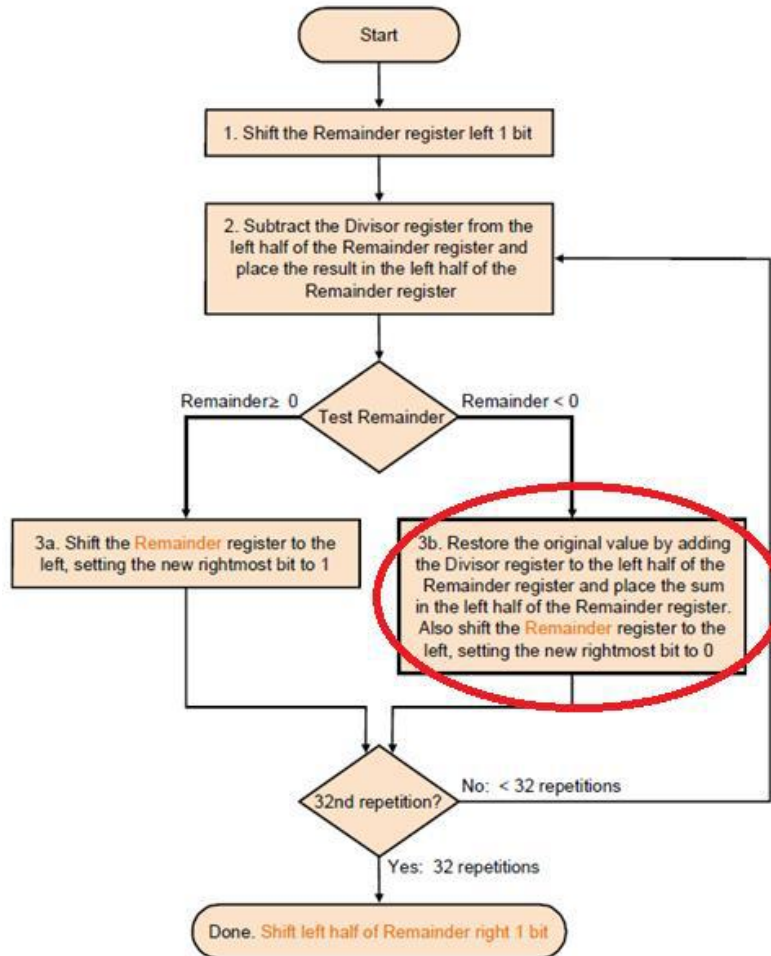 Start
1. Shift the Remainder register left 1 bit
2. Subtract the Divisor register from the
left half of the Remainder register and
place the result in the left half of the
Remainder register
Remainder≥ 0
Test Remainder
Remainder < 0
3a. Shift the Remainder register to the
left, setting the new rightmost bit to 1
3b. Restore the original value by adding
the Divisor register to the left half of the
Remainder register and place the sum
in the left half of the Remainder register.
Also shift the Remainder register to the
left, setting the new rightmost bit to 0
32nd repetition?
No: < 32 repetitions
Yes: 32 repetitions
Done. Shift left half of Remainder right 1 bit